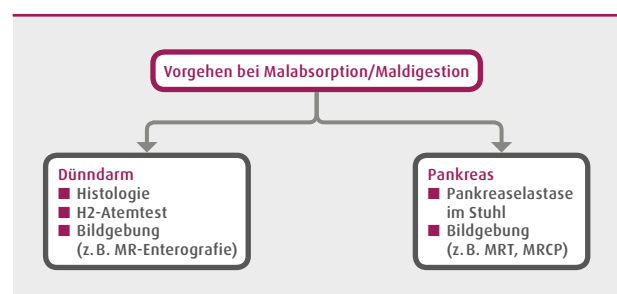 Vorgehen bei Malabsorption/Maldigestion
Dünndarm
■ Histologie
■ H2-Atemtest
■ Bildgebung
(z. B. MR-Enterografie)
Pankreas
■ Pankreaselastase
im Stuhl
■ Bildgebung
(z. B. MRT, MRCP)